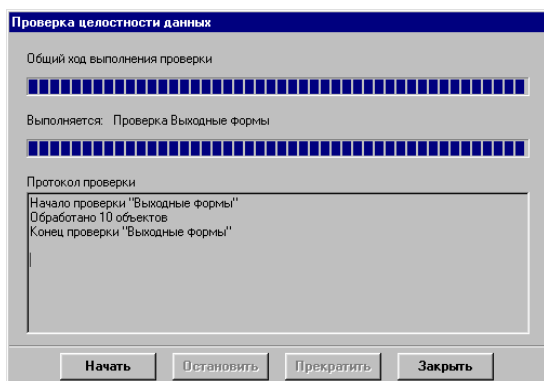 Проверка целостности данных
Общий ход выполнения проверки
Выполняется: Проверка Выходные формы
Протокол проверки
Начало проверки "Выходные формы"
Обработано 10 объектов
Конец проверки "Выходные формы"
Начать Остановить Прекратить Закрыть